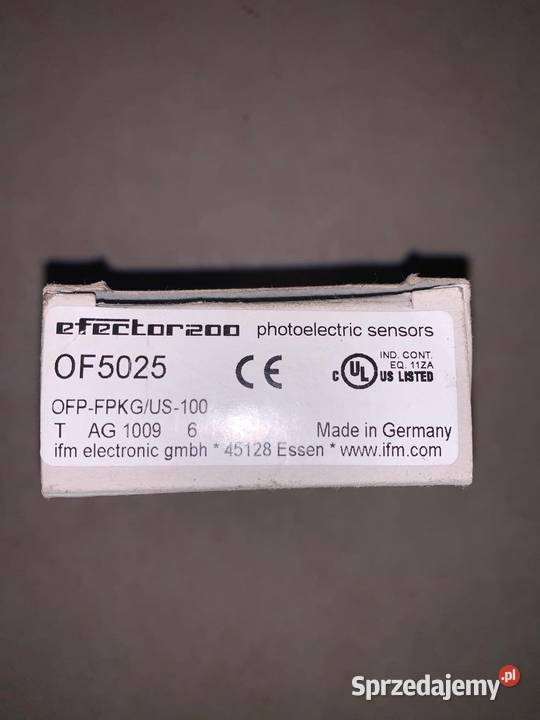 efector200 photoelectric sensors
OF5025
CE
IND. CONT.
EQ. 11ZA
c UL US LISTED
OFP-FPKG/US-100
T AG 1009 6 Made in Germany
ifm electronic gmbh * 45128 Essen * www.ifm.com
Sprzedajemy.pl